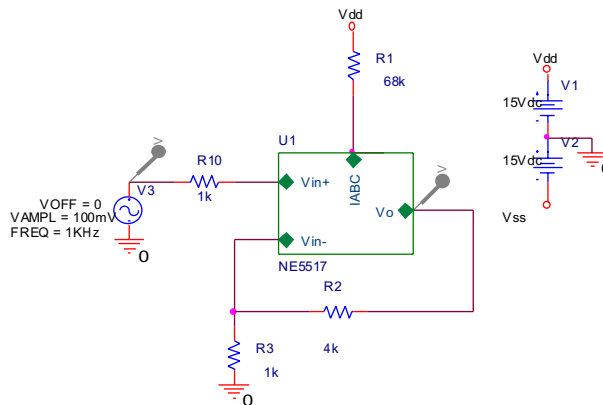 Vdd
R1
68k
U1
R10
1k
V
V3
VOFF = 0
VAMPL = 100mV
FREQ = 1KHz
0
Vin+
IABC
Vo
V
Vin-
NE5517
R2
4k
R3
1k
0
Vdd
V1
15Vdc
V2
15Vdc
0
Vss